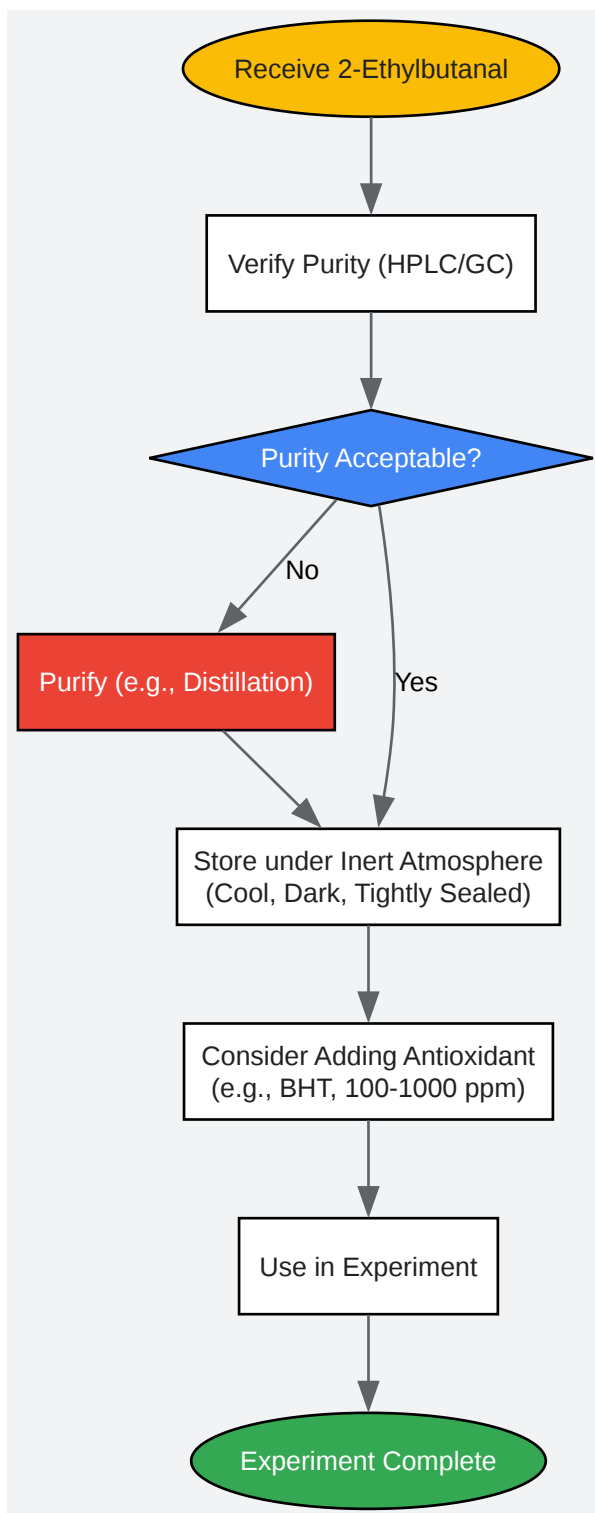 Receive 2-Ethylbutanal
Verify Purity (HPLC/GC)
Purity Acceptable?
No
Purify (e.g., Distillation)
Yes
Store under Inert Atmosphere
(Cool, Dark, Tightly Sealed)
Consider Adding Antioxidant
(e.g., BHT, 100-1000 ppm)
Use in Experiment
Experiment Complete